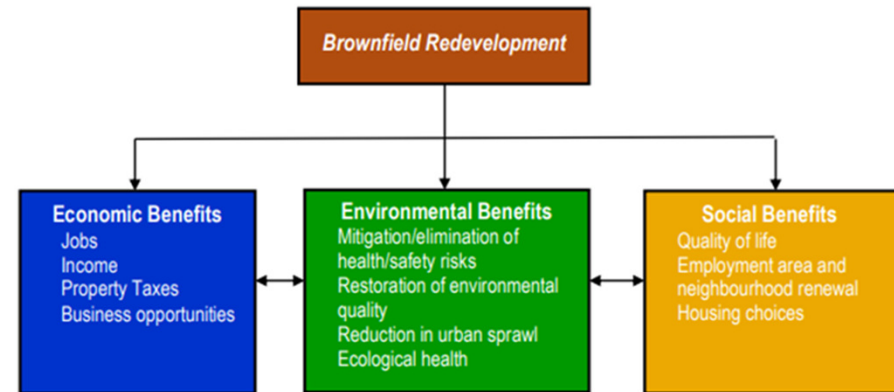 Brownfield Redevelopment
Economic Benefits
Jobs
Income
Property Taxes
Business opportunities
Environmental Benefits
Mitigation/elimination of
health/safety risks
Restoration of environmental
quality
Reduction in urban sprawl
Ecological health
Social Benefits
Quality of life
Employment area and
neighbourhood renewal
Housing choices